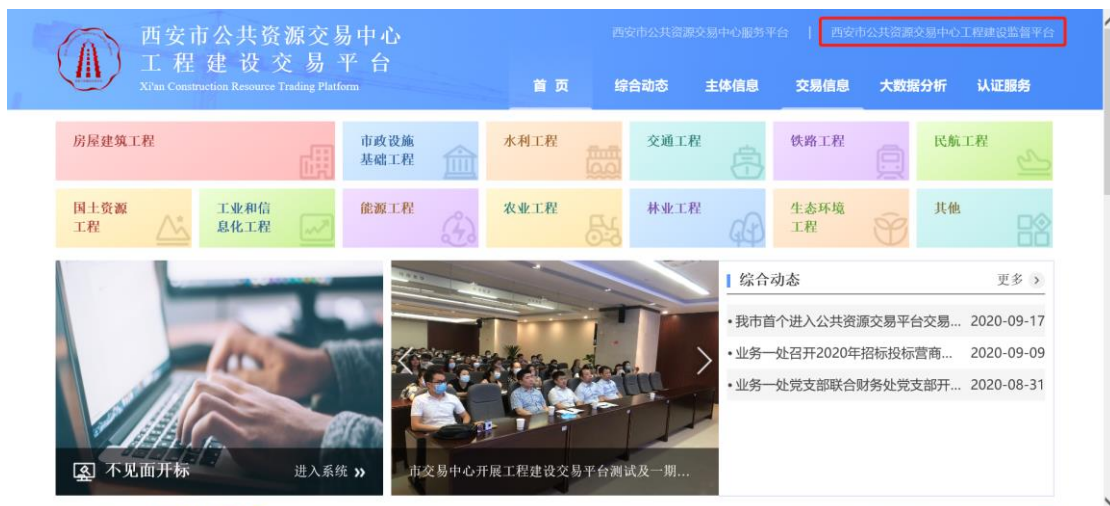 西安市公共资源交易中心
工程建设交易平台
Xi'an Construction Resource Trading Platform
西安市公共资源交易中心服务平台 | 西安市公共资源交易中心工程建设监督平台
首页 综合动态 主体信息 交易信息 大数据分析 认证服务
房屋建筑工程
市政设施
基础工程
水利工程
交通工程
铁路工程
民航工程
国土资源
工程
工业和信
息化工程
能源工程
农业工程
林业工程
生态环境
工程
其他
不见面开标 进入系统 »
市交易中心开展工程建设交易平台测试及一期...
综合动态 更多 >
•我市首个进入公共资源交易平台交易... 2020-09-17
•业务一处召开2020年招标投标营商... 2020-09-09
•业务一处党支部联合财务处党支部开... 2020-08-31